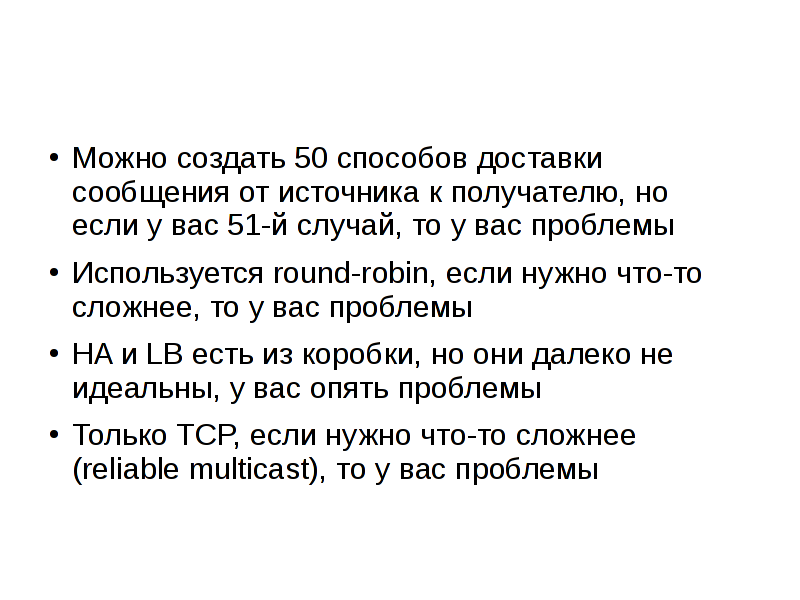 • Можно создать 50 способов доставки
сообщения от источника к получателю, но
если у вас 51-й случай, то у вас проблемы
• Используется round-robin, если нужно что-то
сложнее, то у вас проблемы
• HA и LB есть из коробки, но они далеко не
идеальны, у вас опять проблемы
• Только TCP, если нужно что-то сложнее
(reliable multicast), то у вас проблемы